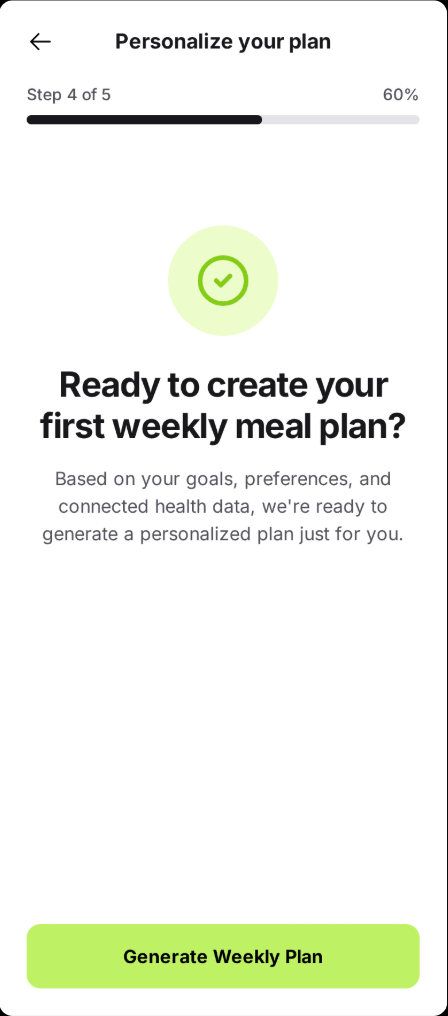 Personalize your plan
Step 4 of 5
60%
Ready to create your
first weekly meal plan?
Based on your goals, preferences, and
connected health data, we're ready to
generate a personalized plan just for you.
Generate Weekly Plan